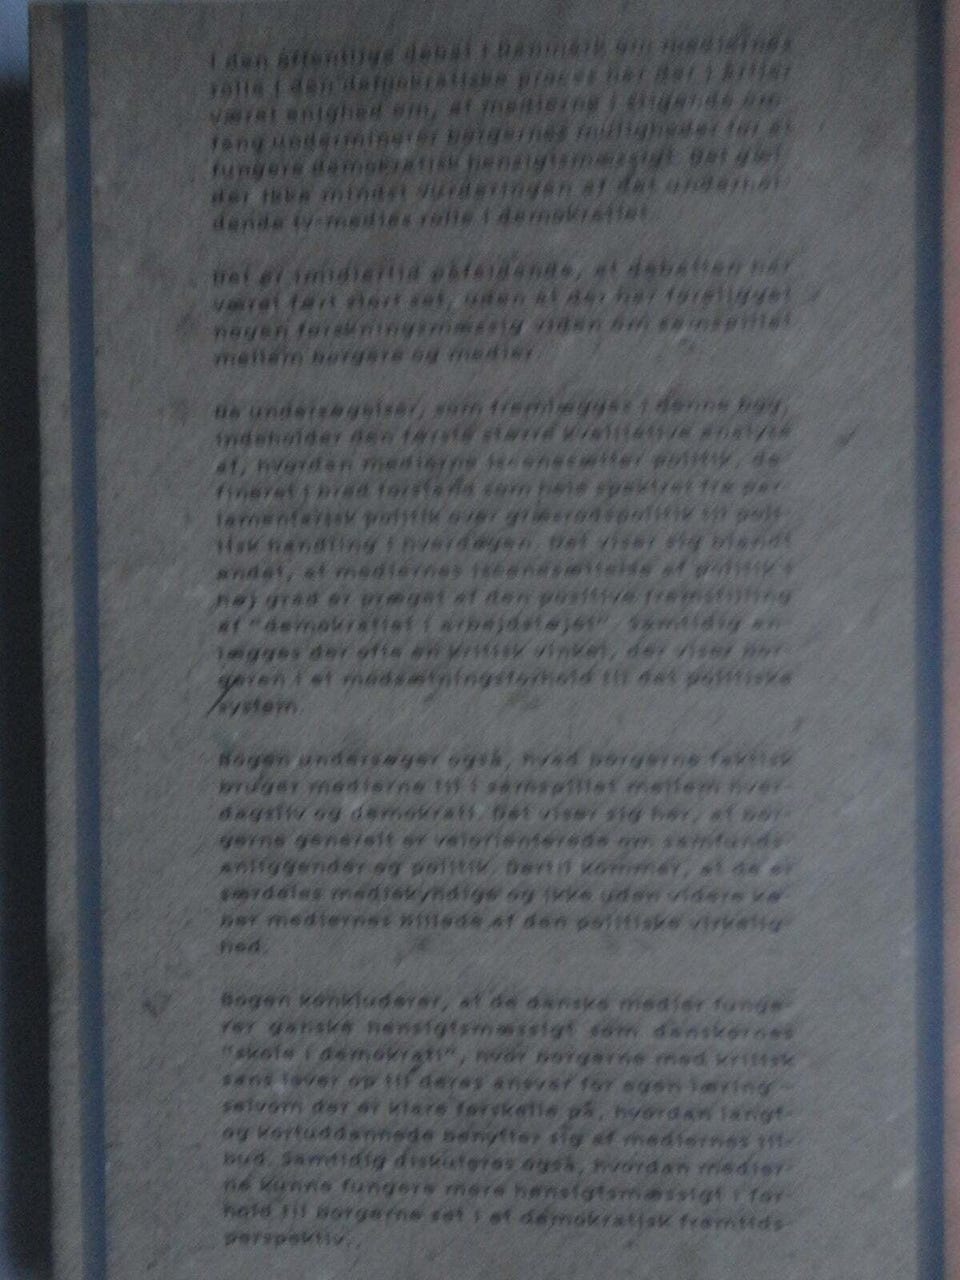 I den offentlige debat i Danmark om mediernes
rolle i den demokratiske proces har der i årtier
været enighed om, at medierne i stigende om-
fang underminerer borgernes muligheder for at
fungere demokratisk hensigtsmæssigt. Det gæl-
der ikke mindst vurderingen af det underhol-
dende tv-medies rolle i demokratiet.
Det er imidlertid påfaldende, at debatten har
været ført stort set, uden at der har foreligget
nogen forskningsmæssig viden om samspillet
mellem borgere og medier.
De undersøgelser, som fremlægges i denne bog,
indeholder den første større kvalitative analyse
af, hvordan medierne iscenesætter politik, de-
fineret i bred forstand som hele spektret fra par-
lamentarisk politik over græsrodspolitik til poli-
tisk handling i hverdagen. Det viser sig blandt
andet, at mediernes iscenesættelse af politik i
høj grad er præget af den positive fremstilling
af "demokratiet i arbejdstøjet". Samtidig an-
lægges der ofte en kritisk vinkel, der viser bor-
geren i et modsætningsforhold til det politiske
system.
Bogen undersøger også, hvad borgerne faktisk
bruger medierne til i samspillet mellem hver-
dagsliv og demokrati. Det viser sig her, at bor-
gerne generelt er velorienterede om samfunds-
anliggender og politik. Dertil kommer, at de er
særdeles mediekyndige og ikke uden videre kø-
ber mediernes billede af den politiske virkelig-
hed.
Bogen konkluderer, at de danske medier funge-
rer ganske hensigtsmæssigt som danskernes
"skole i demokrati", hvor borgerne med kritisk
sans lever op til deres ansvar for egen læring –
selvom der er klare forskelle på, hvordan langt-
og kortuddannede benytter sig af mediernes til-
bud. Samtidig diskuteres også, hvordan medier-
ne kunne fungere mere hensigtsmæssigt i for-
hold til borgerne set i et demokratisk fremtids-
perspektiv.